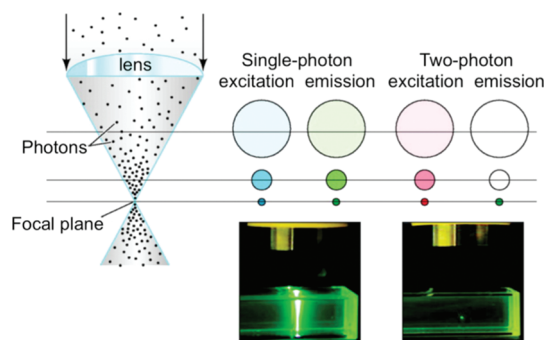 lens
Photons
Focal plane
Single-photon
excitation emission
Two-photon
excitation emission